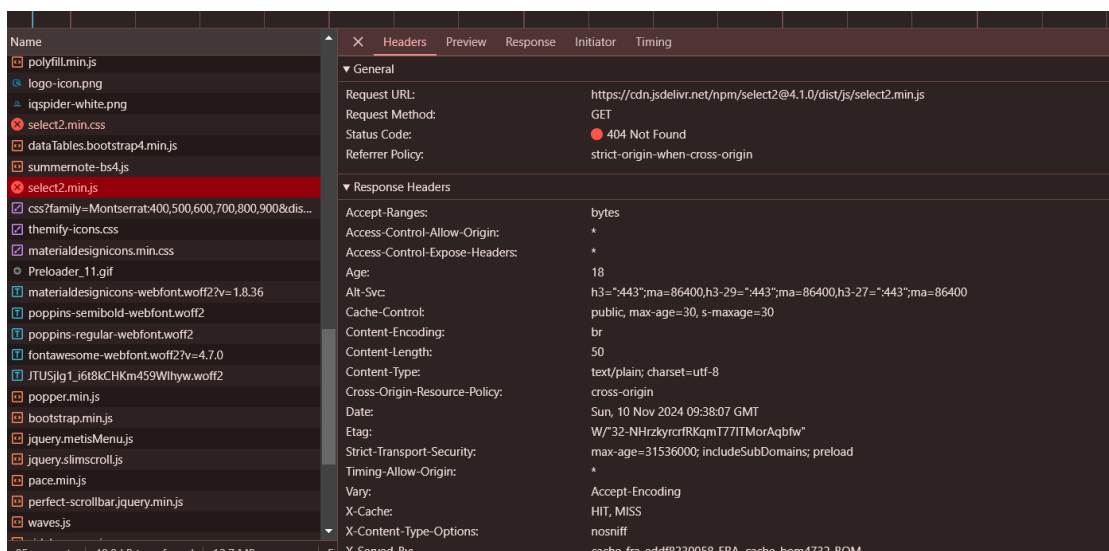 Name
polyfill.min.js
logo-icon.png
iqspider-white.png
select2.min.css
dataTables.bootstrap4.min.js
summernote-bs4.js
select2.min.js
css?family=Montserrat:400,500,600,700,800,900&dis...
themify-icons.css
materialdesignicons.min.css
Preloader_11.gif
materialdesignicons-webfont.woff2?v=1.8.36
poppins-semibold-webfont.woff2
poppins-regular-webfont.woff2
fontawesome-webfont.woff2?v=4.7.0
JTUSjIg1_i6t8kCHKm459Wlhyw.woff2
popper.min.js
bootstrap.min.js
jquery.metisMenu.js
jquery.slimscroll.js
pace.min.js
perfect-scrollbar.jquery.min.js
waves.js
Headers Preview Response Initiator Timing
General
Request URL: https://cdn.jsdelivr.net/npm/select2@4.1.0/dist/js/select2.min.js
Request Method: GET
Status Code: 404 Not Found
Referrer Policy: strict-origin-when-cross-origin
Response Headers
Accept-Ranges: bytes
Access-Control-Allow-Origin: *
Access-Control-Expose-Headers: *
Age: 18
Alt-Svc: h3=":443";ma=86400,h3-29=":443";ma=86400,h3-27=":443";ma=86400
Cache-Control: public, max-age=30, s-maxage=30
Content-Encoding: br
Content-Length: 50
Content-Type: text/plain; charset=utf-8
Cross-Origin-Resource-Policy: cross-origin
Date: Sun, 10 Nov 2024 09:38:07 GMT
Etag: W/"32-NHrzkyrcrfRKqmT77ITMorAqbfw"
Strict-Transport-Security: max-age=31536000; includeSubDomains; preload
Timing-Allow-Origin: *
Vary: Accept-Encoding
X-Cache: HIT, MISS
X-Content-Type-Options: nosniff